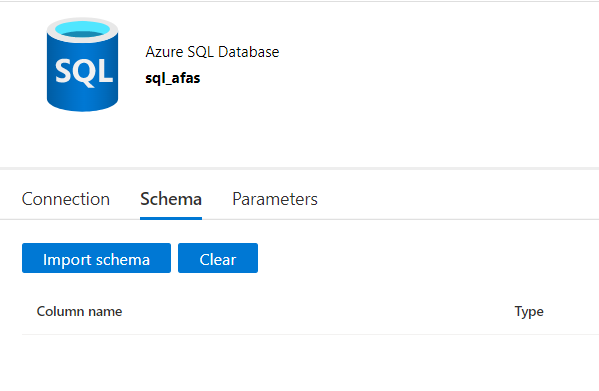 SQL
Azure SQL Database
sql_afas
Connection Schema Parameters
Import schema Clear
Column name Type